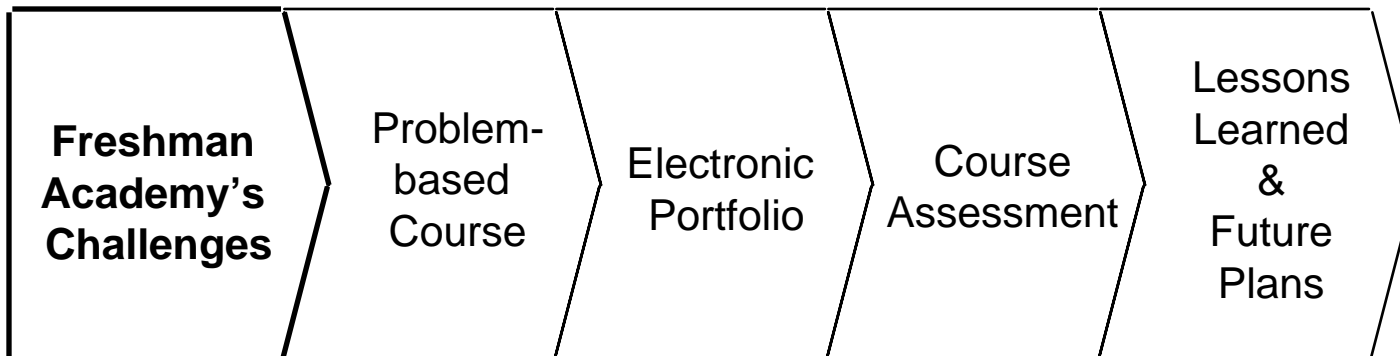 Freshman
Academy’s
Challenges
Problem-
based
Course
Electronic
Portfolio
Course
Assessment
Lessons
Learned
&
Future
Plans